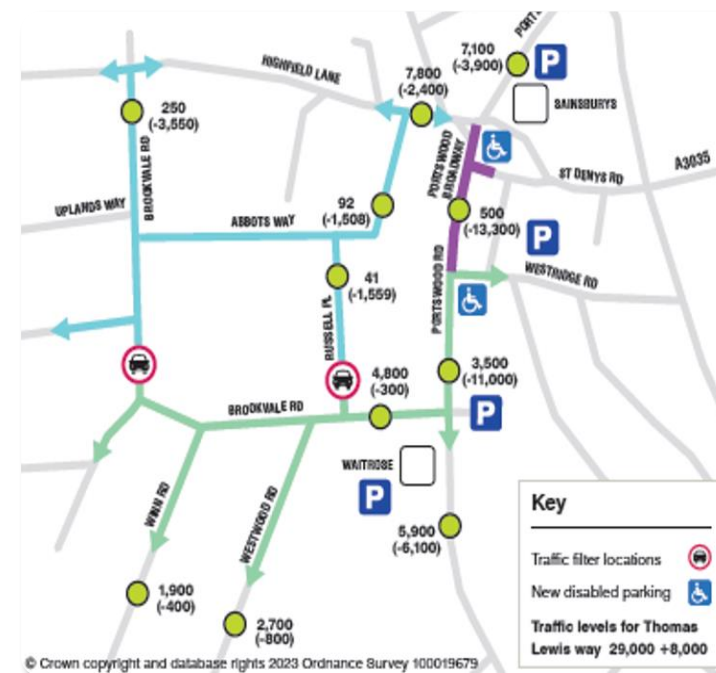 PORTS
7,100
(-3,900)
P
SAINSBURYS
HIGHFIELD LANE
7,800
(-2,400)
250
(-3,550)
BROOKVALE RD
PORTSWOOD
BROADWAY
ST DENYS RD
A3035
UPLANDS WAY
92
(-1,508)
ABBOTS WAY
500
(-13,300)
P
WESTRIDGE RD
41
(-1,559)
PORTSWOOD RD
RUSSELL PL
4,800
(-300)
3,500
(-11,000)
BROOKVALE RD
P
WAITROSE
P
WINN RD
WESTWOOD RD
5,900
(-6,100)
1,900
(-400)
2,700
(-800)
Key
Traffic filter locations
New disabled parking
Traffic levels for Thomas
Lewis way 29,000 +8,000
© Crown copyright and database rights 2023 Ordnance Survey 100019679